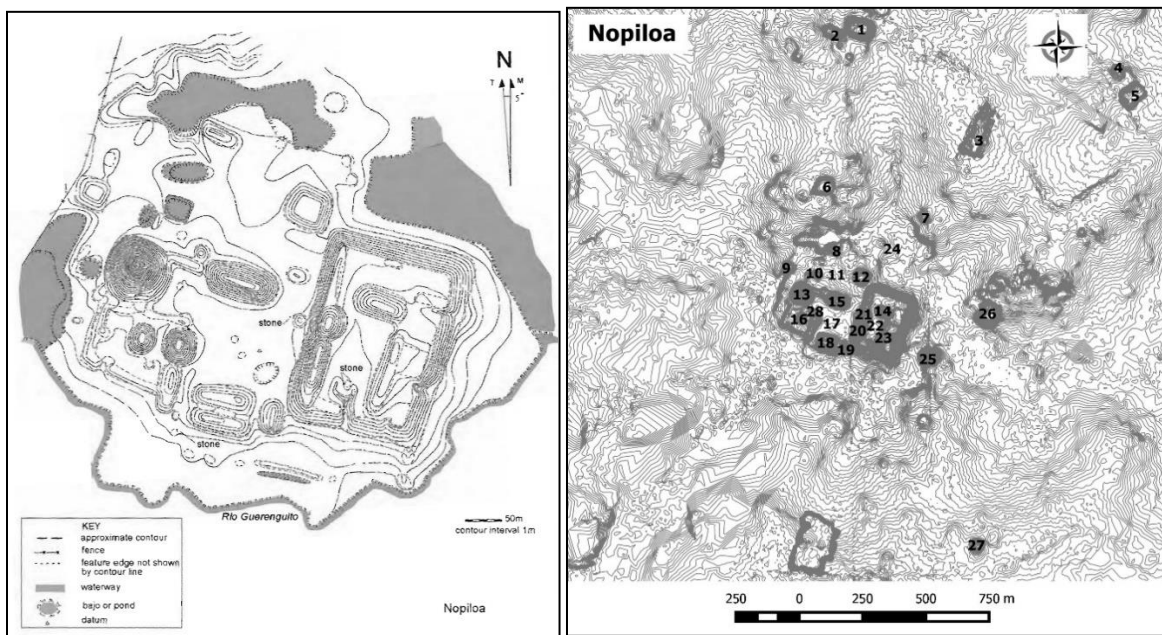 N
T M
5°
stone
stone
stone
KEY
approximate contour
fence
feature edge not shown
by contour line
waterway
bajo or pond
datum
Río Guerenguito
50m
contour interval 1m
Nopiloa
Nopiloa
2 1
4
5
3
6
7
24
8
9 10 11 12
13 15
28 21 14
16 17 22
20 23
18 19
25
26
27
250 0 250 500 750 m